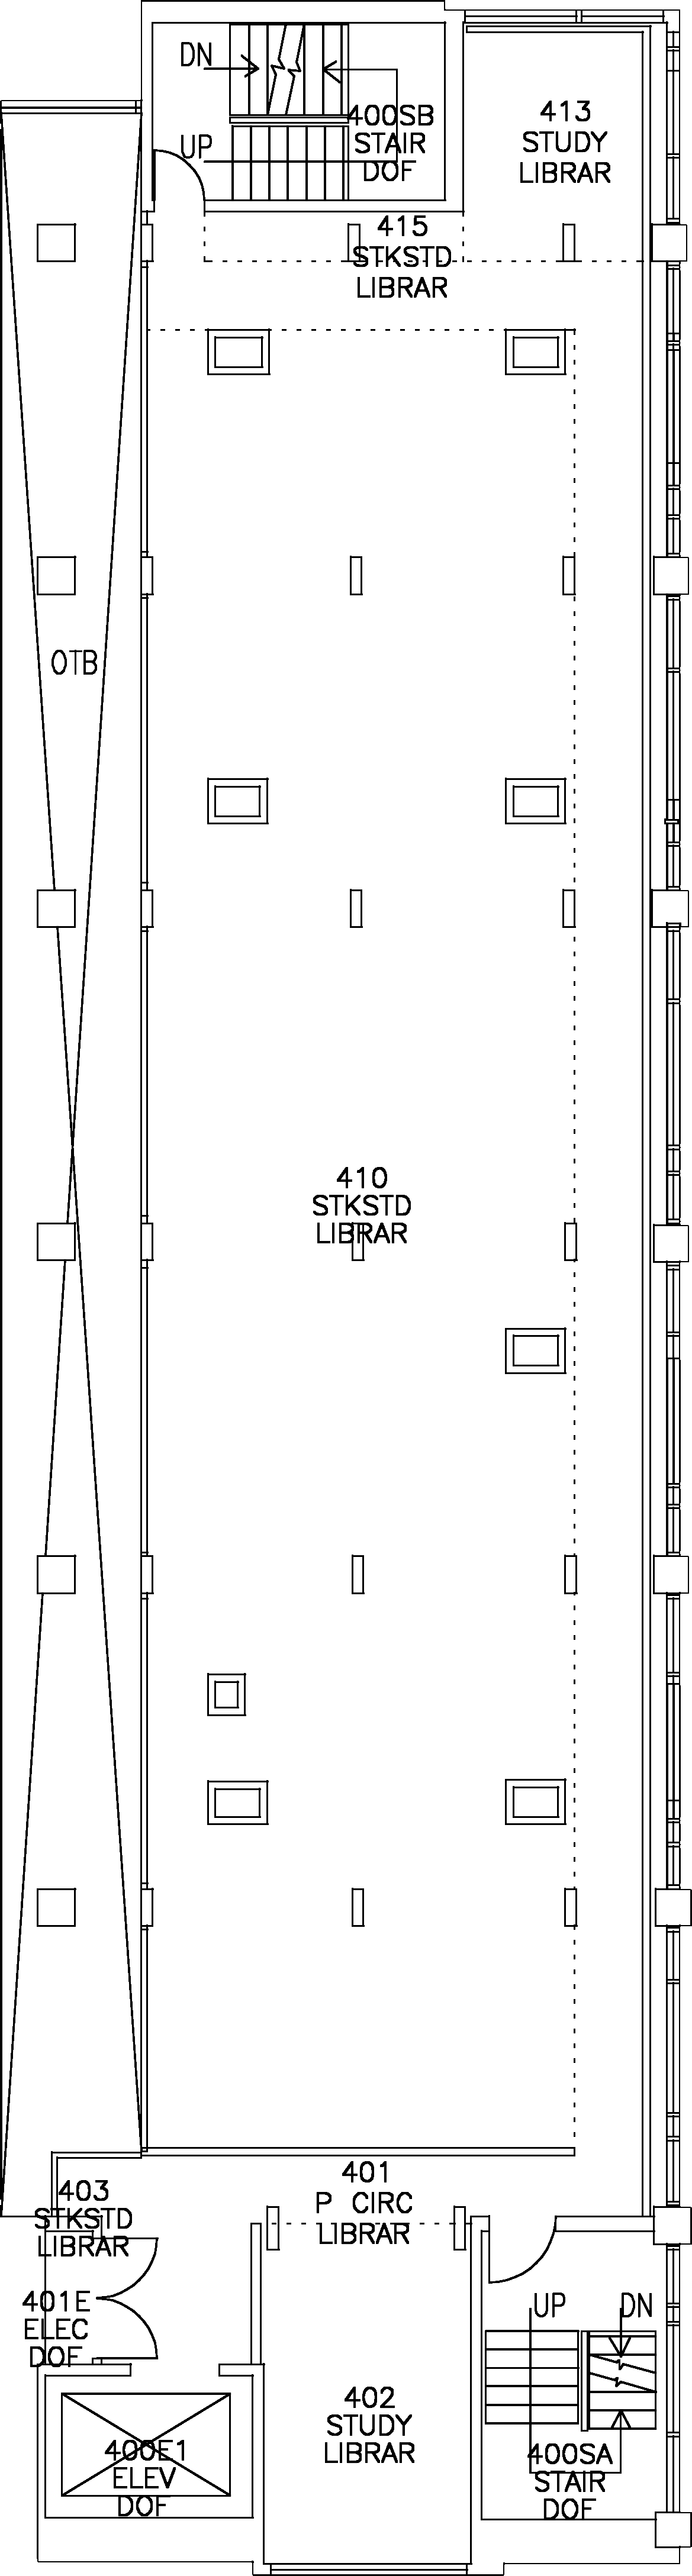 DN
UP
400SB
STAIR
DOF
413
STUDY
LIBRAR
415
STKSTD
LIBRAR
OTB
410
STKSTD
LIBRAR
401
P CIRC
LIBRAR
403
STKSTD
LIBRAR
401E
ELEC
DOF
UP
DN
402
STUDY
LIBRAR
400E1
ELEV
DOF
400SA
STAIR
DOF